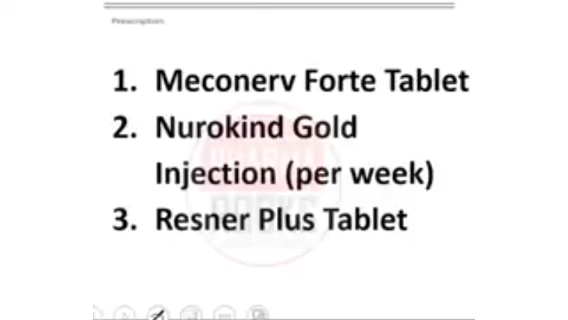 Prescription
1. Meconerv Forte Tablet
2. Nurokind Gold
Injection (per week)
3. Resner Plus Tablet